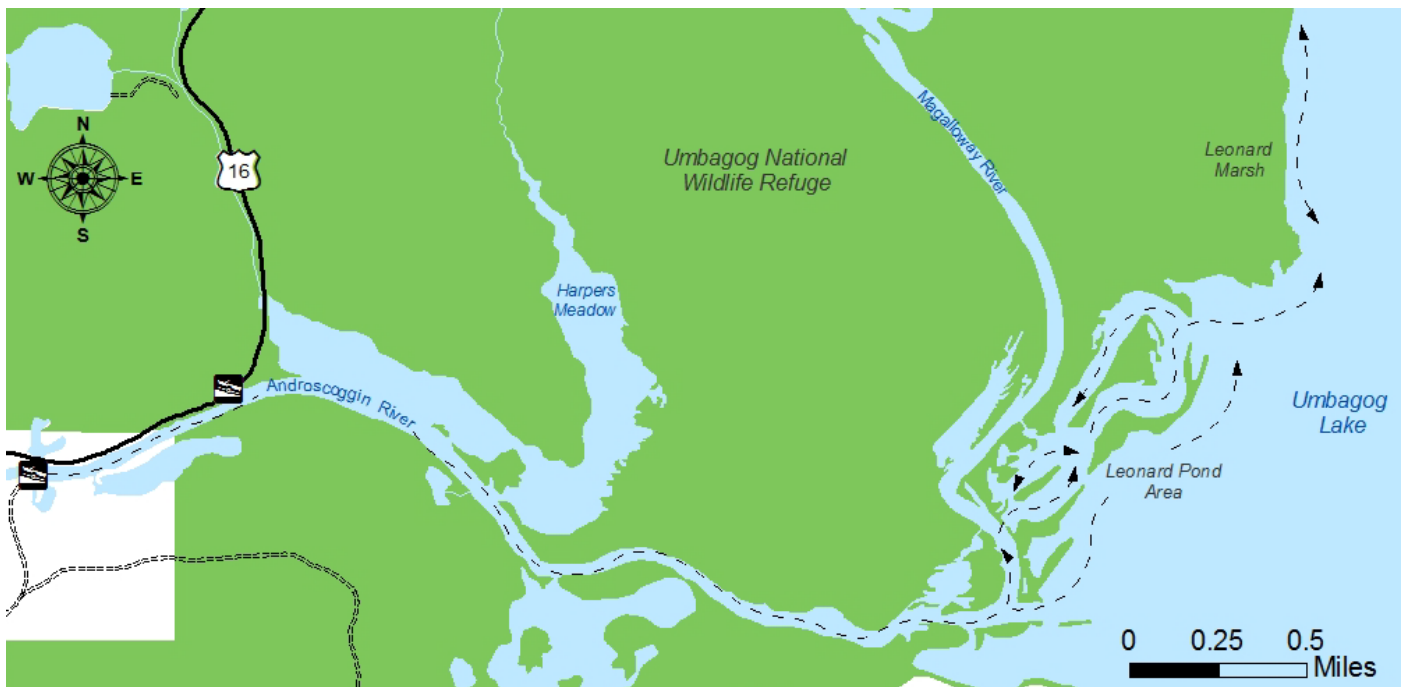 N
W
E
S
16
Umbagog National
Wildlife Refuge
Magalloway River
Leonard
Marsh
Harpers
Meadow
Androscoggin River
Umbagog
Lake
Leonard Pond
Area
0 0.25 0.5
Miles